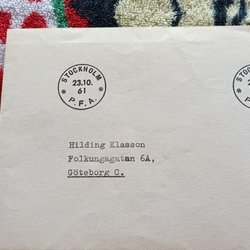 STOCKHOLM
23.10.
61
* P.F.A. *
Hilding Klasson
Folkungagatan 6A,
Göteborg C.